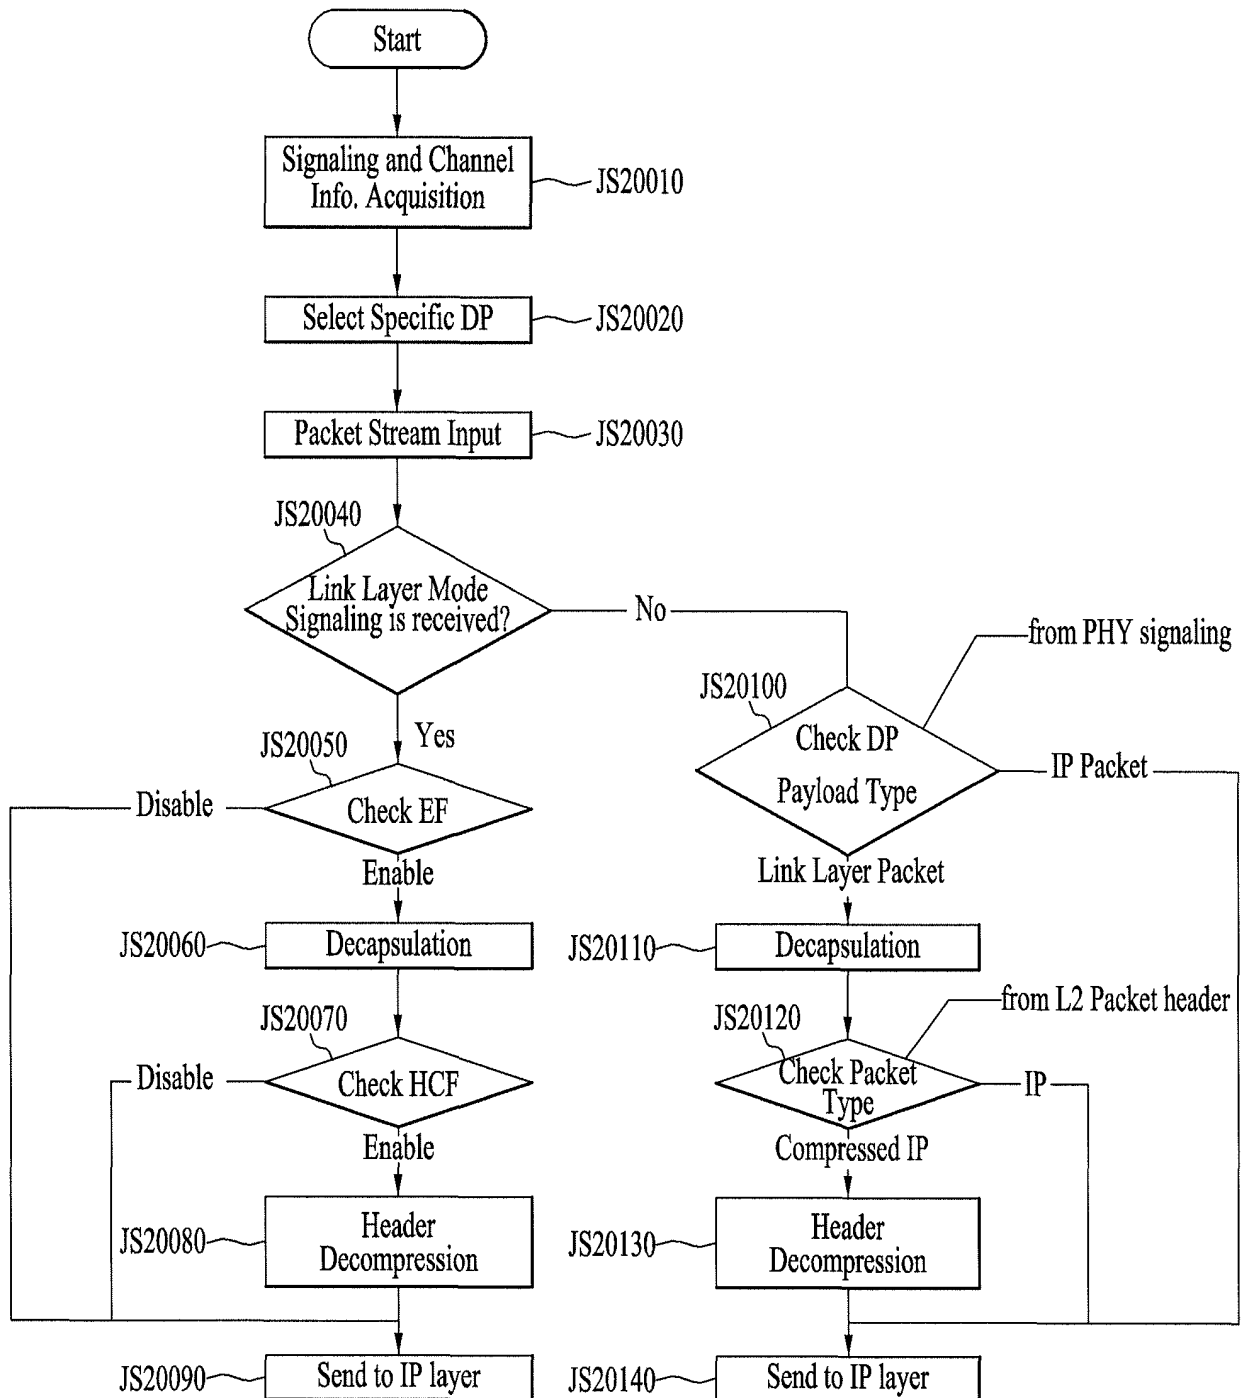 Start
Signaling and Channel
Info. Acquisition
JS20010
Select Specific DP
JS20020
Packet Stream Input
JS20030
JS20040
Link Layer Mode
Signaling is received?
No
Yes
from PHY signaling
JS20100
Check DP
Payload Type
IP Packet
JS20050
Disable
Check EF
Enable
Link Layer Packet
JS20060
Decapsulation
JS20110
Decapsulation
from L2 Packet header
JS20070
JS20120
Disable
Check HCF
Check Packet
Type
IP
Enable
Compressed IP
JS20080
Header
Decompression
JS20130
Header
Decompression
JS20090
Send to IP layer
JS20140
Send to IP layer